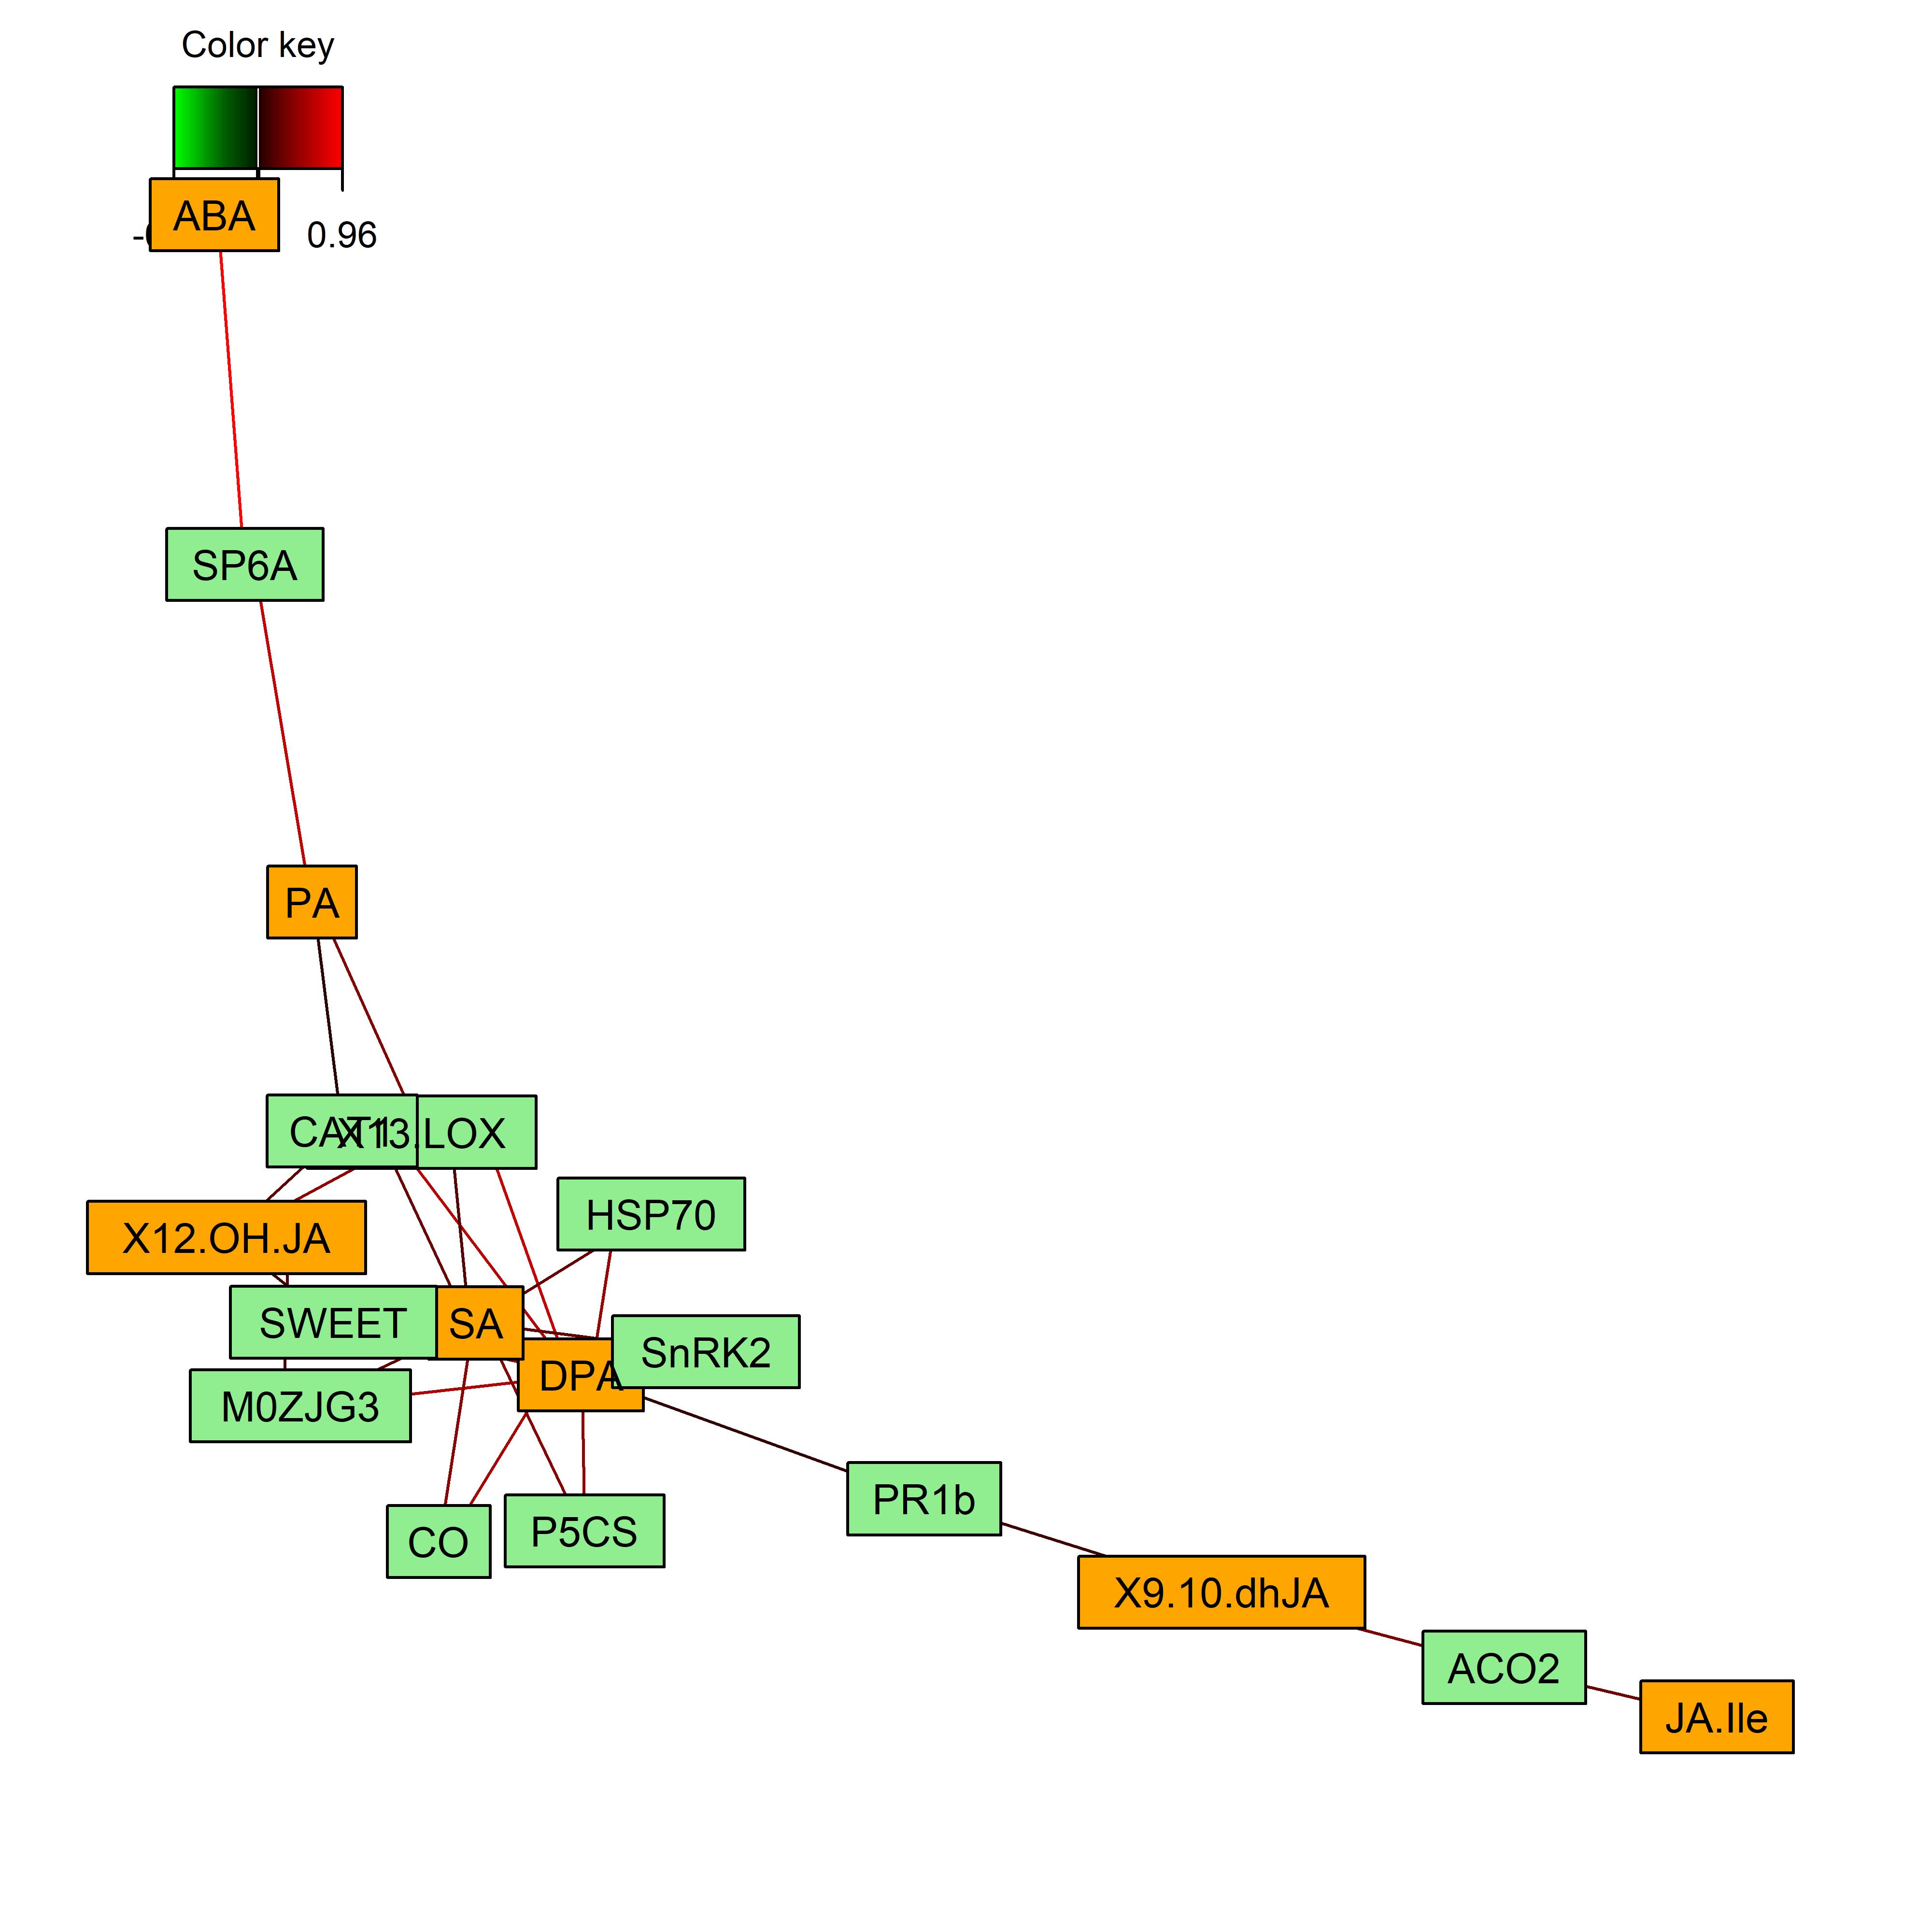 Color key
ABA
0.96
SP6A
PA
CAT1
X13.LOX
HSP70
X12.OH.JA
SWEET
SA
SnRK2
DPA
M0ZJG3
PR1b
P5CS
CO
X9.10.dhJA
ACO2
JA.Ile